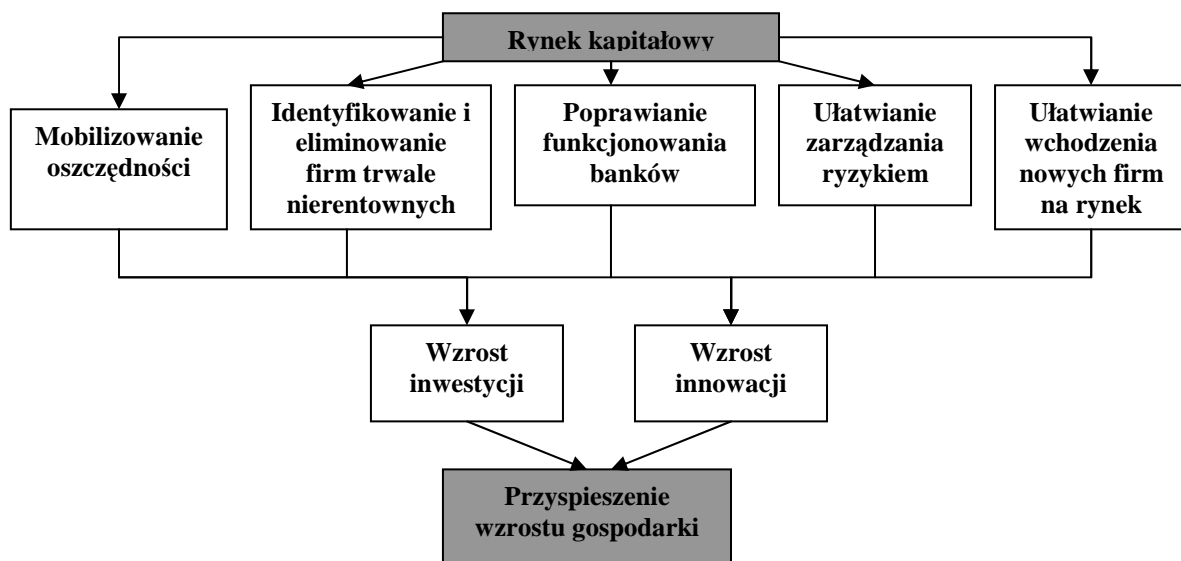 Rynek kapitałowy
Mobilizowanie
oszczędności
Identyfikowanie i
eliminowanie
firm trwale
nierentownych
Poprawianie
funkcjonowania
banków
Ułatwianie
zarządzania
ryzykiem
Ułatwianie
wchodzenia
nowych firm
na rynek
Wzrost
inwestycji
Wzrost
innowacji
Przyspieszenie
wzrostu gospodarki